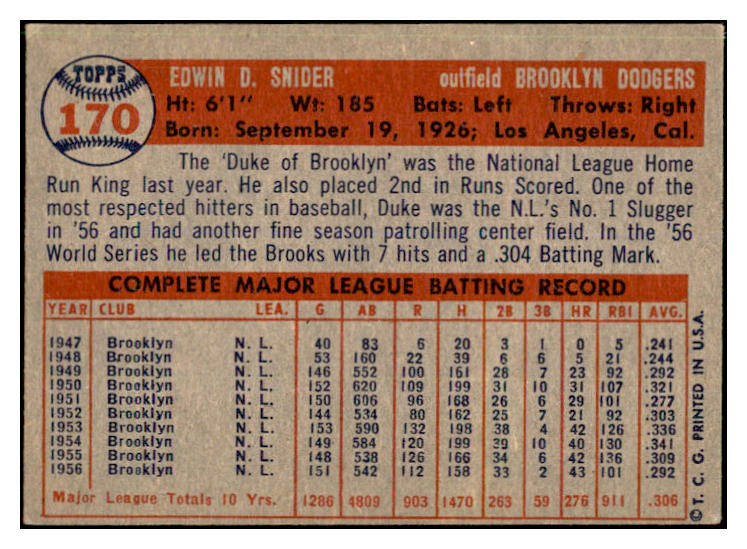 TOPPS
170
EDWIN D. SNIDER outfield BROOKLYN DODGERS
Ht: 6'1" Wt: 185 Bats: Left Throws: Right
Born: September 19, 1926; Los Angeles, Cal.
The 'Duke of Brooklyn' was the National League Home
Run King last year. He also placed 2nd in Runs Scored. One of the
most respected hitters in baseball, Duke was the N.L.'s No. 1 Slugger
in '56 and had another fine season patrolling center field. In the '56
World Series he led the Brooks with 7 hits and a .304 Batting Mark.
COMPLETE MAJOR LEAGUE BATTING RECORD
YEAR CLUB LEA. G AB R H 2B 3B HR RBI AVG.
1947 Brooklyn N. L. 40 83 6 20 3 1 0 5 .241
1948 Brooklyn N. L. 53 160 22 39 6 6 5 21 .244
1949 Brooklyn N. L. 146 552 100 161 28 7 23 92 .292
1950 Brooklyn N. L. 152 620 109 199 31 10 31 107 .321
1951 Brooklyn N. L. 150 606 96 168 26 6 29 101 .277
1952 Brooklyn N. L. 144 534 80 162 25 7 21 92 .303
1953 Brooklyn N. L. 153 590 132 198 38 4 42 126 .336
1954 Brooklyn N. L. 149 584 120 199 39 10 40 130 .341
1955 Brooklyn N. L. 148 538 126 166 34 6 42 136 .309
1956 Brooklyn N. L. 151 542 112 158 33 2 43 101 .292
Major League Totals 10 Yrs. 1286 4809 903 1470 263 59 276 911 .306
©T. C. G. PRINTED IN U.S.A.